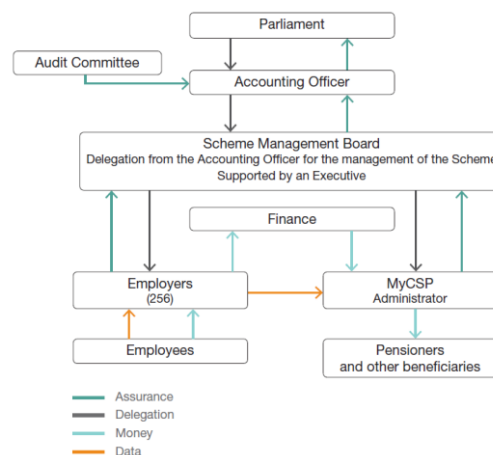 Parliament
Audit Committee
Accounting Officer
Scheme Management Board
Delegation from the Accounting Officer for the management of the Scheme
Supported by an Executive
Finance
Employers
(256)
MyCSP
Administrator
Employees
Pensioners
and other beneficiaries
Assurance
Delegation
Money
Data